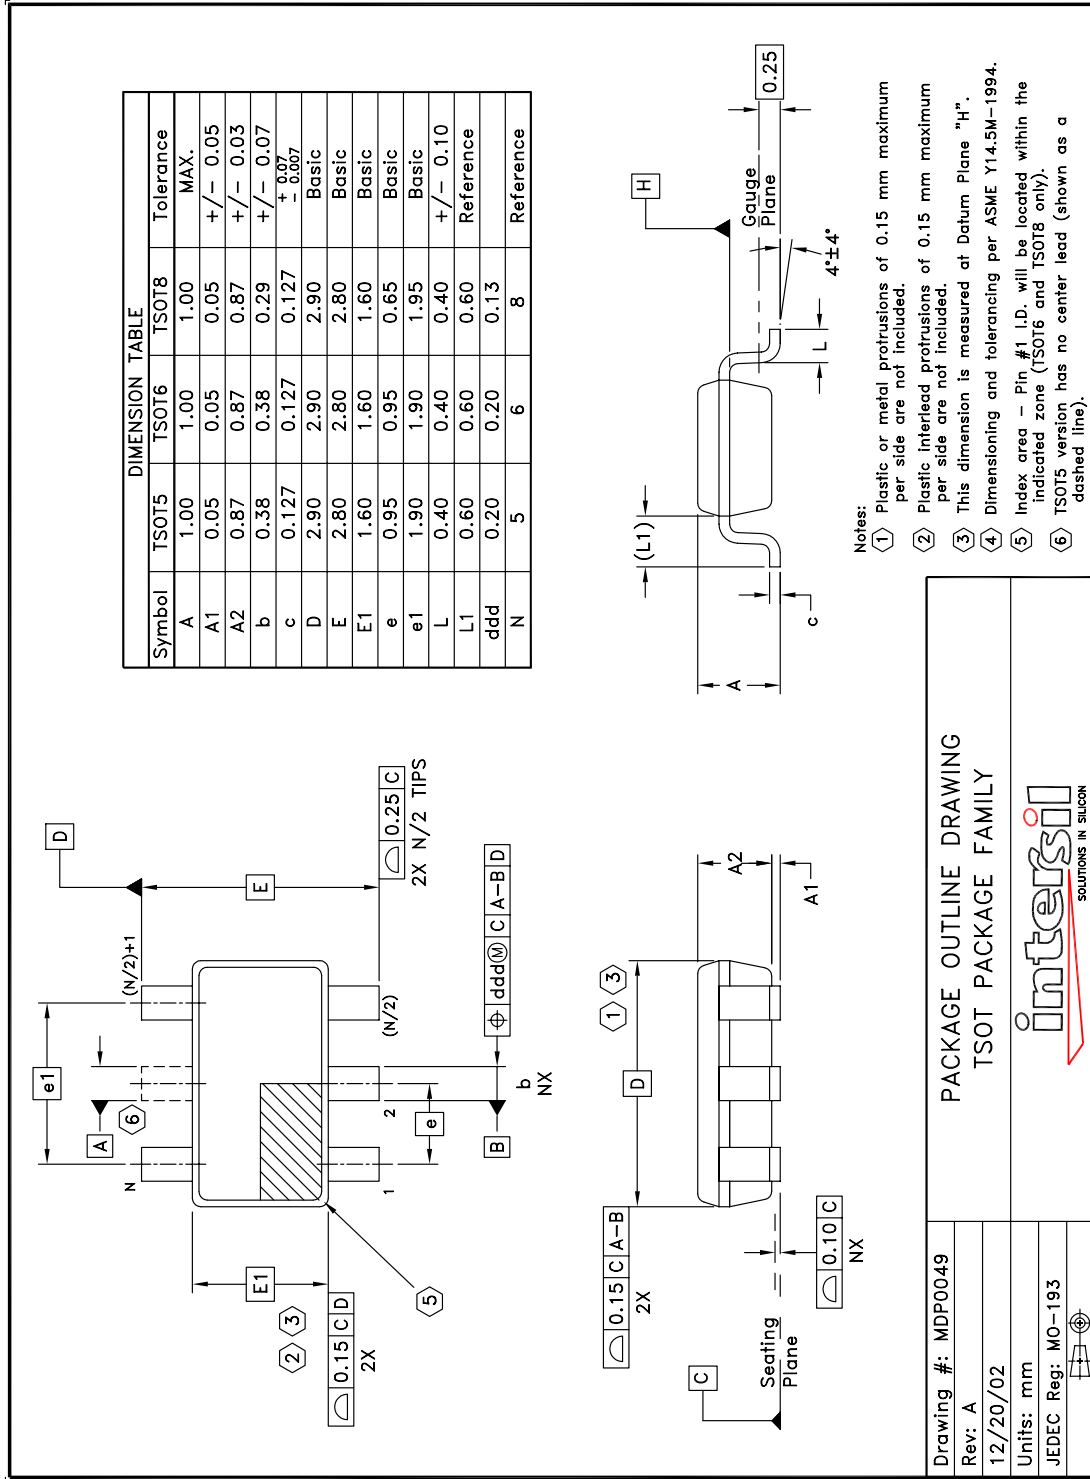 D
E
(N/2)+1
e1
A
6
N
2X N/2 TIPS
0.25 C
(N/2)
ddd M C A-B D
b
NX
2
e
B
1
E1
2 3
0.15 C D
2X
5
DIMENSION TABLE
Symbol TSOT5 TSOT6 TSOT8 Tolerance
A 1.00 1.00 1.00 MAX.
A1 0.05 0.05 0.05 +/- 0.05
A2 0.87 0.87 0.87 +/- 0.03
b 0.38 0.38 0.29 +/- 0.07
c 0.127 0.127 0.127 + 0.07
- 0.007
D 2.90 2.90 2.90 Basic
E 2.80 2.80 2.80 Basic
E1 1.60 1.60 1.60 Basic
e 0.95 0.95 0.65 Basic
e1 1.90 1.90 1.95 Basic
L 0.40 0.40 0.40 +/- 0.10
L1 0.60 0.60 0.60 Reference
ddd 0.20 0.20 0.13
N 5 6 8 Reference
0.15 C A-B
2X
D
1 3
A2
A1
C
Seating
Plane
0.10 C
NX
A
(L1)
c
H
L
4°±4°
Gauge
Plane
0.25
Notes:
1 Plastic or metal protrusions of 0.15 mm maximum
per side are not included.
2 Plastic interlead protrusions of 0.15 mm maximum
per side are not included.
3 This dimension is measured at Datum Plane "H".
4 Dimensioning and tolerancing per ASME Y14.5M-1994.
5 Index area - Pin #1 I.D. will be located within the
indicated zone (TSOT6 and TSOT8 only).
6 TSOT5 version has no center lead (shown as a
dashed line).
Drawing #: MDP0049
Rev: A
12/20/02
Units: mm
JEDEC Reg: MO-193
PACKAGE OUTLINE DRAWING
TSOT PACKAGE FAMILY
intersil
SOLUTIONS IN SILICON